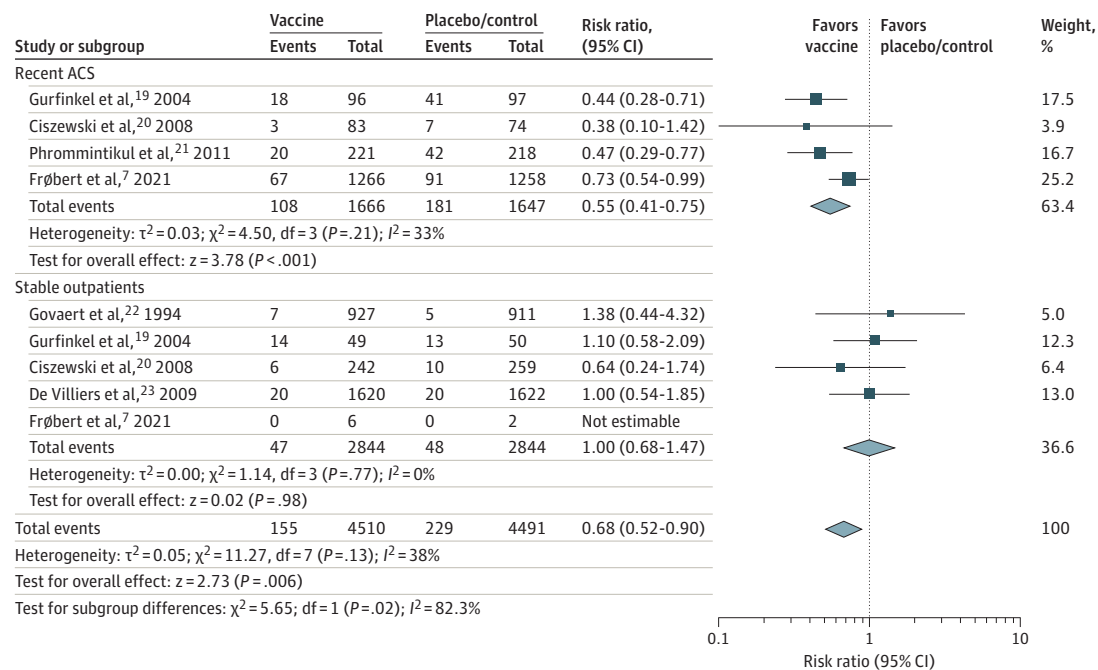 Study or subgroup Vaccine Events Total Placebo/control Events Total Risk ratio, (95% CI) Favors vaccine Favors placebo/control Weight, %
Recent ACS
Gurfinkel et al,19 2004 18 96 41 97 0.44 (0.28-0.71) 17.5
Ciszewski et al,20 2008 3 83 7 74 0.38 (0.10-1.42) 3.9
Phrommintikul et al,21 2011 20 221 42 218 0.47 (0.29-0.77) 16.7
Frøbert et al,7 2021 67 1266 91 1258 0.73 (0.54-0.99) 25.2
Total events 108 1666 181 1647 0.55 (0.41-0.75) 63.4
Heterogeneity: τ2=0.03; χ2=4.50, df=3 (P=.21); I2=33%
Test for overall effect: z=3.78 (P<.001)
Stable outpatients
Govaert et al,22 1994 7 927 5 911 1.38 (0.44-4.32) 5.0
Gurfinkel et al,19 2004 14 49 13 50 1.10 (0.58-2.09) 12.3
Ciszewski et al,20 2008 6 242 10 259 0.64 (0.24-1.74) 6.4
De Villiers et al,23 2009 20 1620 20 1622 1.00 (0.54-1.85) 13.0
Frøbert et al,7 2021 0 6 0 2 Not estimable
Total events 47 2844 48 2844 1.00 (0.68-1.47) 36.6
Heterogeneity: τ2=0.00; χ2=1.14, df=3 (P=.77); I2=0%
Test for overall effect: z=0.02 (P=.98)
Total events 155 4510 229 4491 0.68 (0.52-0.90) 100
Heterogeneity: τ2=0.05; χ2=11.27, df=7 (P=.13); I2=38%
Test for overall effect: z=2.73 (P=.006)
Test for subgroup differences: χ2=5.65; df=1 (P=.02); I2=82.3%
0.1 1 10
Risk ratio (95% CI)